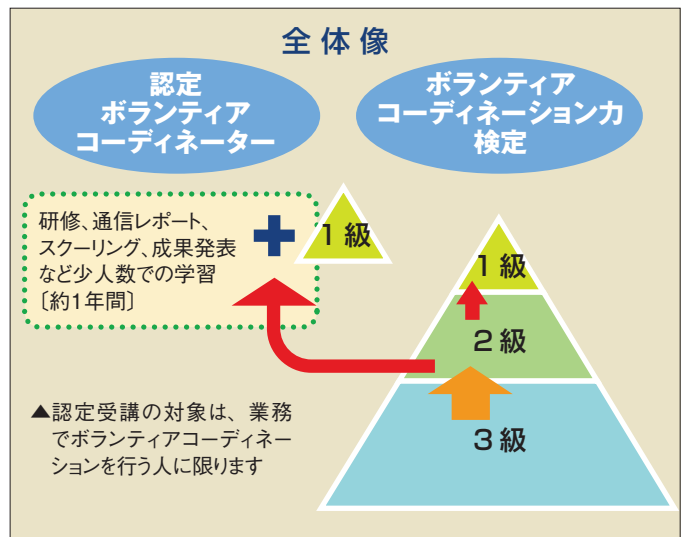 全体像
認定
ボランティア
コーディネーター
ボランティア
コーディネーション力
検定
研修、通信レポート、
スクーリング、成果発表
など少人数での学習
〔約1年間〕
1級
1級
2級
3級
▲認定受講の対象は、業務
でボランティアコーディネー
ションを行う人に限ります